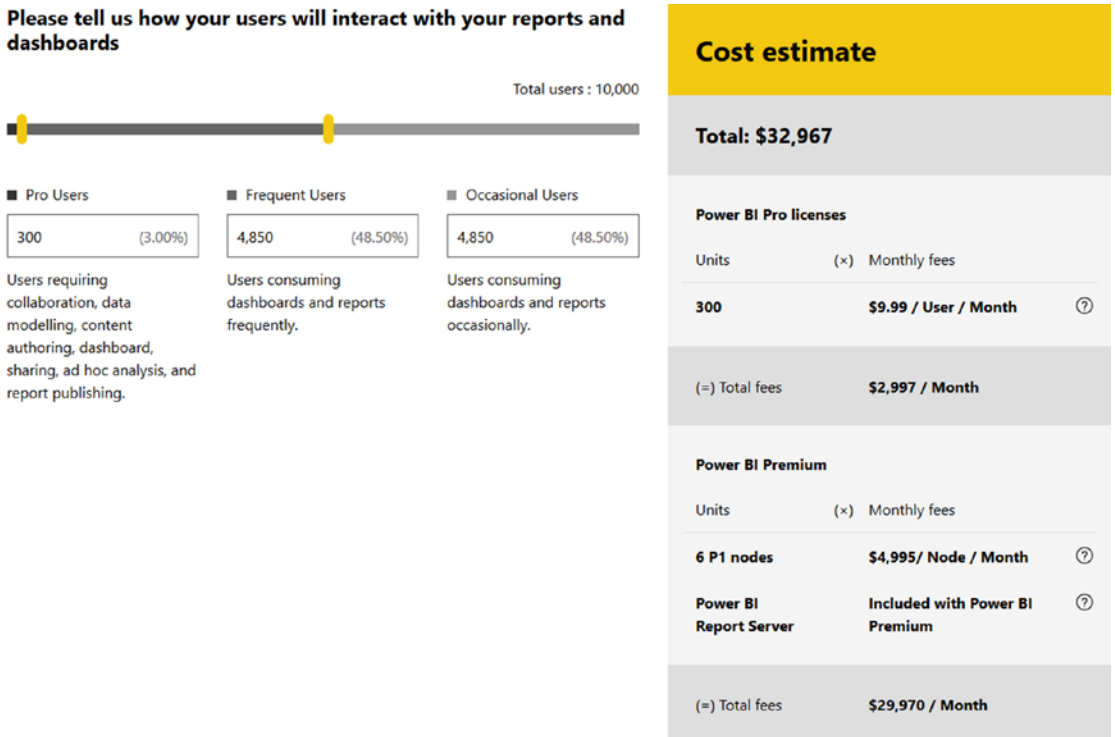 Please tell us how your users will interact with your reports and
dashboards
Total users : 10,000
Pro Users
300 (3.00%)
Users requiring
collaboration, data
modelling, content
authoring, dashboard,
sharing, ad hoc analysis, and
report publishing.
Frequent Users
4,850 (48.50%)
Users consuming
dashboards and reports
frequently.
Occasional Users
4,850 (48.50%)
Users consuming
dashboards and reports
occasionally.
Cost estimate
Total: $32,967
Power BI Pro licenses
Units (×) Monthly fees
300 $9.99 / User / Month ?
(=) Total fees $2,997 / Month
Power BI Premium
Units (×) Monthly fees
6 P1 nodes $4,995/ Node / Month ?
Power BI Included with Power BI ?
Report Server Premium
(=) Total fees $29,970 / Month